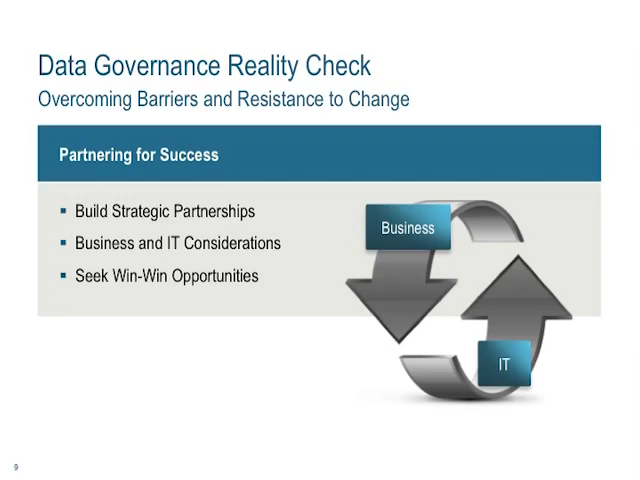 Data Governance Reality Check
Overcoming Barriers and Resistance to Change
Partnering for Success
▪ Build Strategic Partnerships
▪ Business and IT Considerations
▪ Seek Win-Win Opportunities
Business
IT
9